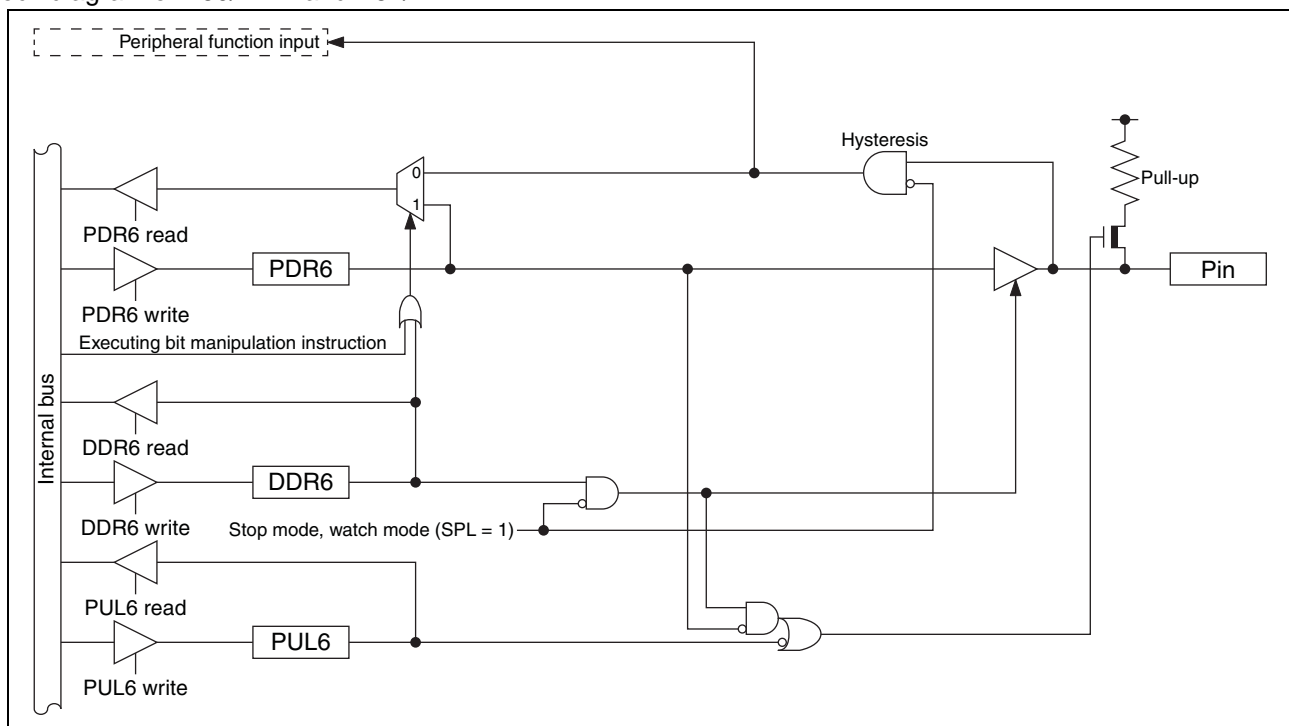 Peripheral function input
Hysteresis
0
Pull-up
1
PDR6 read
PDR6
Pin
PDR6 write
Executing bit manipulation instruction
Internal bus
DDR6 read
DDR6
DDR6 write
Stop mode, watch mode (SPL = 1)
PUL6 read
PUL6
PUL6 write